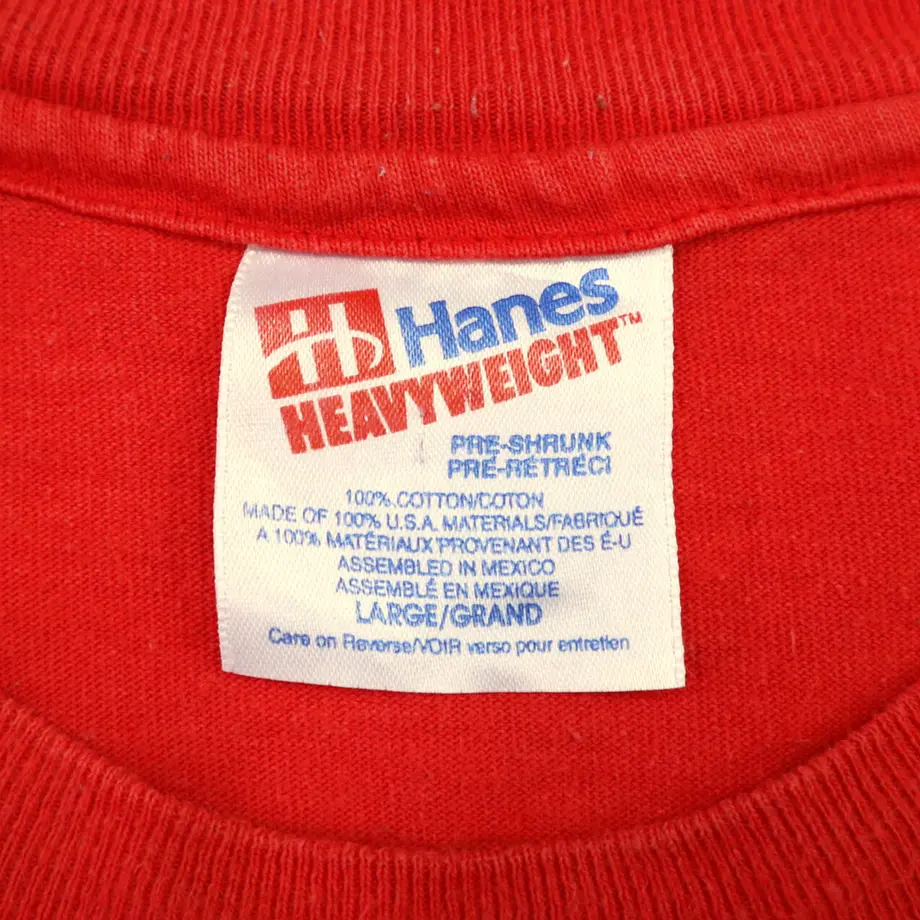 Hanes
HEAVYWEIGHT™
PRE-SHRUNK
PRÉ-RÉTRÉCI
100% COTTON/COTON
MADE OF 100% U.S.A. MATERIALS/FABRIQUÉ
A 100% MATÉRIAUX PROVENANT DES É-U
ASSEMBLED IN MEXICO
ASSEMBLÉ EN MEXIQUE
LARGE/GRAND
Care on Reverse/VOIR verso pour entretien